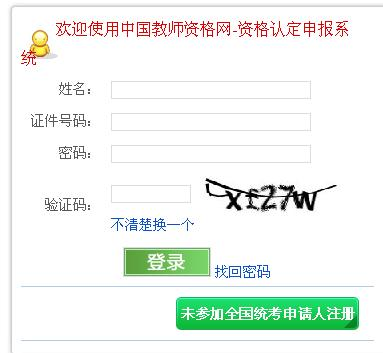 欢迎使用中国教师资格网-资格认定申报系
统
姓名：
证件号码：
密码：
验证码： xf27W
不清楚换一个
登录 找回密码
未参加全国统考申请人注册